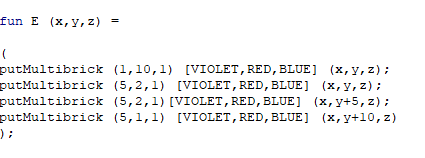 fun E (x,y,z) =
(
putMultibrick (1,10,1) [VIOLET,RED,BLUE] (x,y,z);
putMultibrick (5,2,1) [VIOLET,RED,BLUE] (x,y,z);
putMultibrick (5,2,1)[VIOLET,RED,BLUE] (x,y+5,z);
putMultibrick (5,1,1) [VIOLET,RED,BLUE] (x,y+10,z)
);